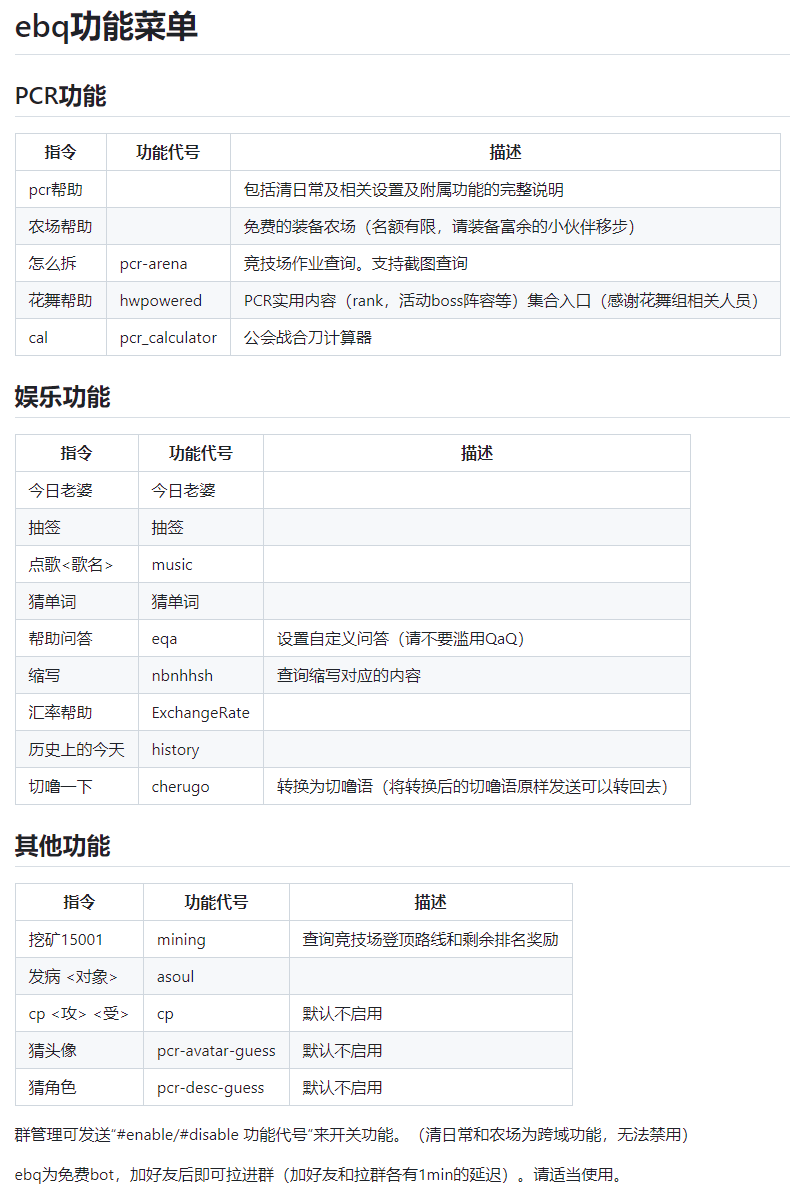 ebq功能菜单
PCR功能
指令 功能代号 描述
pcr帮助 包括清日常及相关设置及附属功能的完整说明
农场帮助 免费的装备农场（名额有限，请装备富余的小伙伴移步）
怎么拆 pcr-arena 竞技场作业查询。支持截图查询
花舞帮助 hwpowered PCR实用内容（rank，活动boss阵容等）集合入口（感谢花舞组相关人员）
cal pcr_calculator 公会战合刀计算器
娱乐功能
指令 功能代号 描述
今日老婆 今日老婆
抽签 抽签
点歌<歌名> music
猜单词 猜单词
帮助问答 eqa 设置自定义问答（请不要滥用QaQ）
缩写 nbnhhsh 查询缩写对应的内容
汇率帮助 ExchangeRate
历史上的今天 history
切噜一下 cherugo 转换为切噜语（将转换后的切噜语原样发送可以转回去）
其他功能
指令 功能代号 描述
挖矿15001 mining 查询竞技场登顶路线和剩余排名奖励
发病 <对象> asoul
cp <攻> <受> cp 默认不启用
猜头像 pcr-avatar-guess 默认不启用
猜角色 pcr-desc-guess 默认不启用
群管理可发送“#enable/#disable 功能代号”来开关功能。（清日常和农场为跨域功能，无法禁用）
ebq为免费bot，加好友后即可拉进群（加好友和拉群各有1min的延迟）。请适当使用。